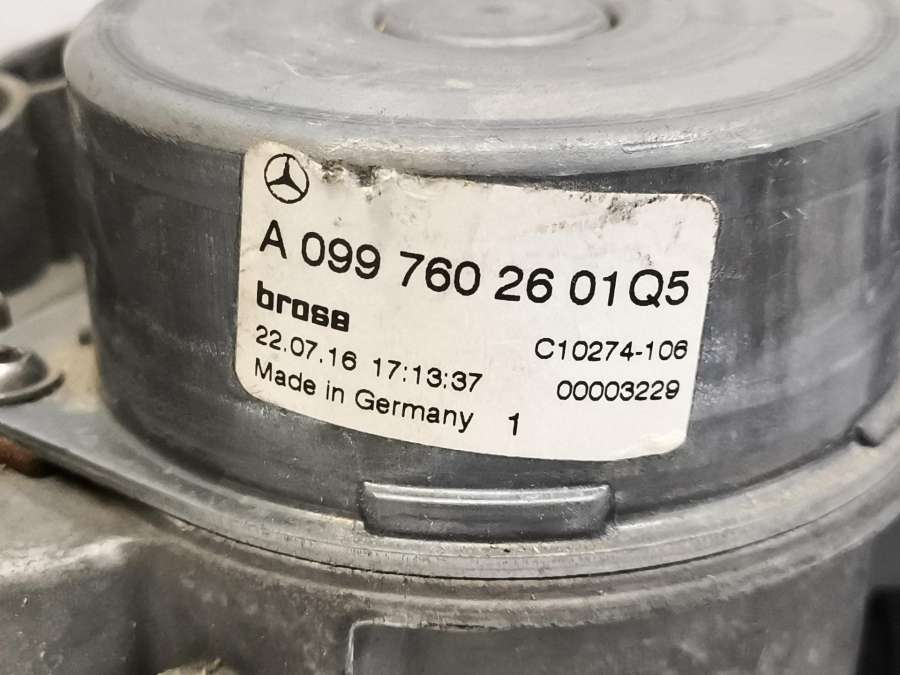 A 099 760 26 01Q5
brose
22.07.16 17:13:37 C10274-106
Made in Germany 1 00003229